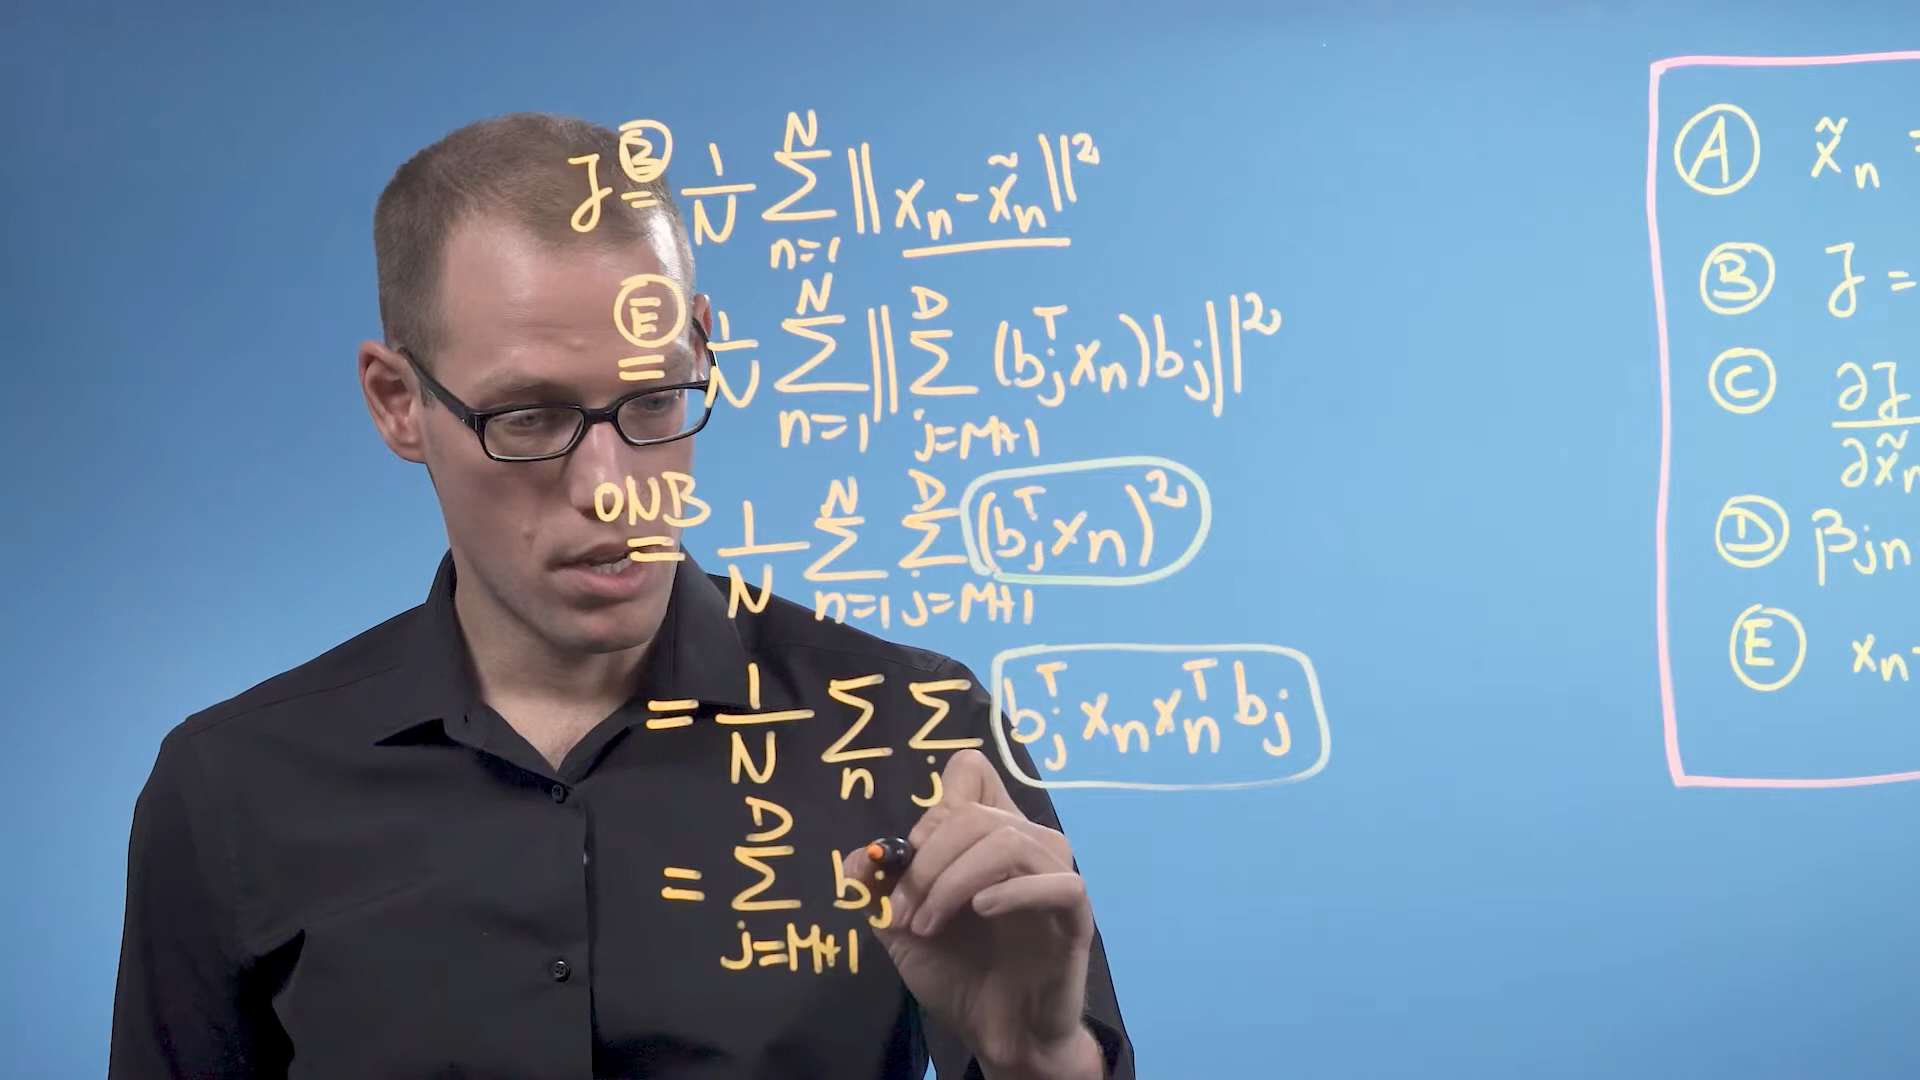 J Ⓑ= 1/N Σ_{n=1}^{N} ||x_n - x̃_n||²
Ⓔ= 1/N Σ_{n=1}^{N} ||Σ_{j=M+1}^{D} (b_j^T x_n) b_j||²
ONB= 1/N Σ_{n=1}^{N} Σ_{j=M+1}^{D} (b_j^T x_n)²
= 1/N Σ_n Σ_j b_j^T x_n x_n^T b_j
= Σ_{j=M+1}^{D} b_j
Ⓐ x̃_n =
Ⓑ J =
Ⓒ ∂J/∂x̃_n
Ⓓ β_jn
Ⓔ x_n -